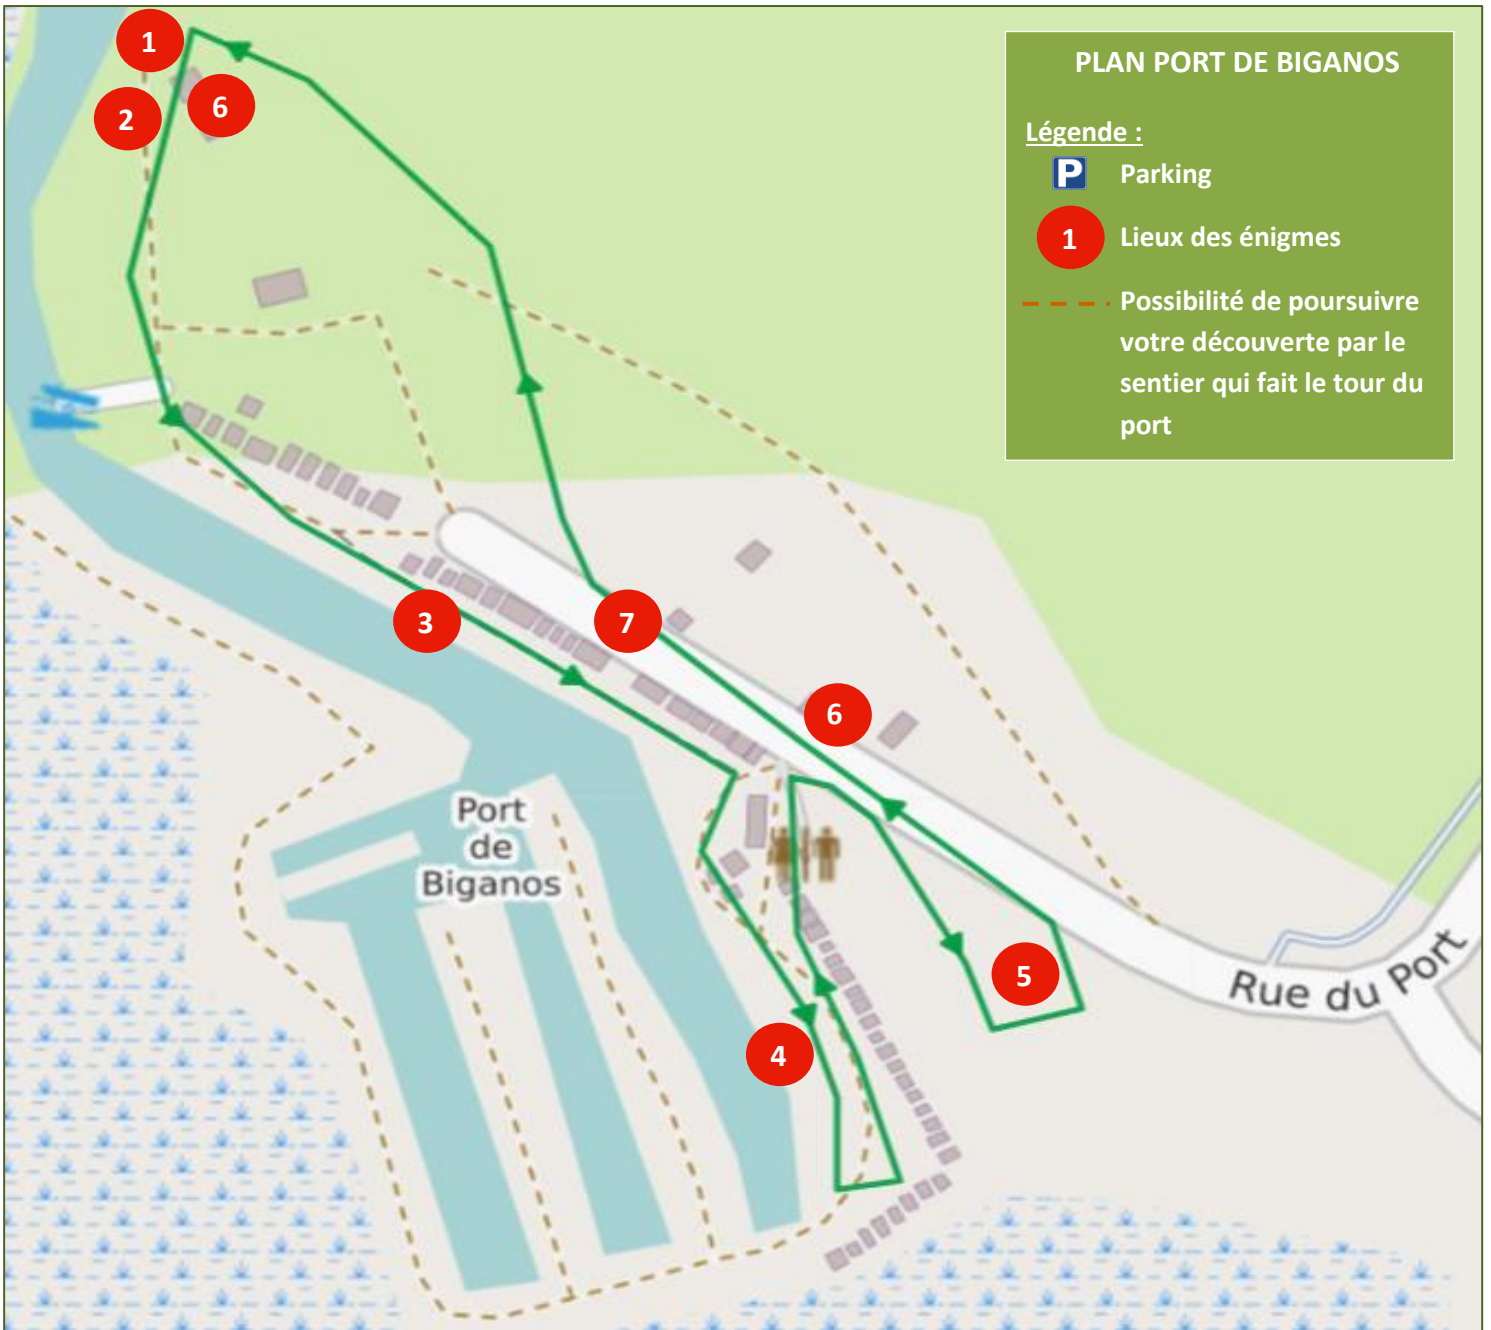 PLAN PORT DE BIGANOS
Légende :
P Parking
1 Lieux des énigmes
Possibilité de poursuivre
votre découverte par le
sentier qui fait le tour du
port
1
2
6
3
7
6
Port
de
Biganos
5
Rue du Port
4